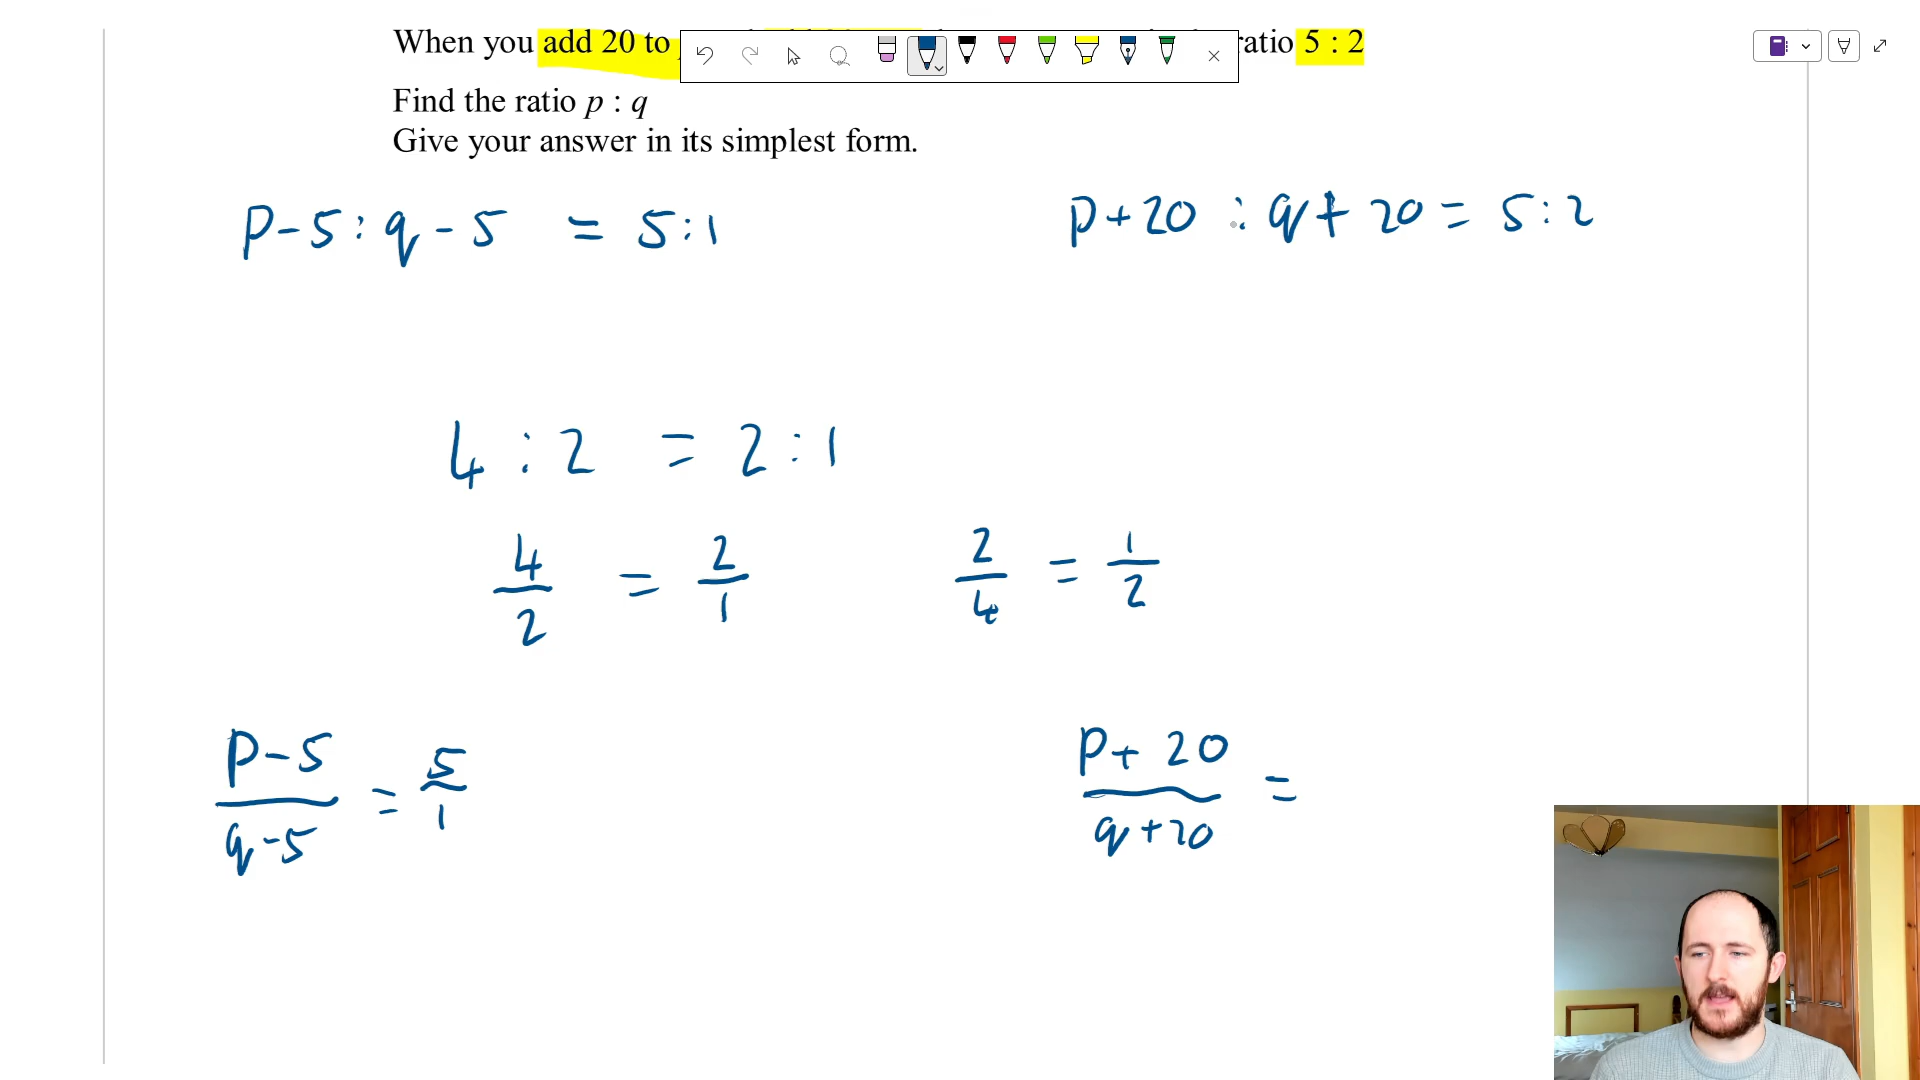 When you add 20 to ratio 5 : 2
Find the ratio p : q
Give your answer in its simplest form.
p-5 : q-5 = 5:1
p+20 : q+20 = 5:2
4 : 2 = 2:1
4/2 = 2/1
2/4 = 1/2
p-5/q-5 = 5/1
p+20/q+20 =